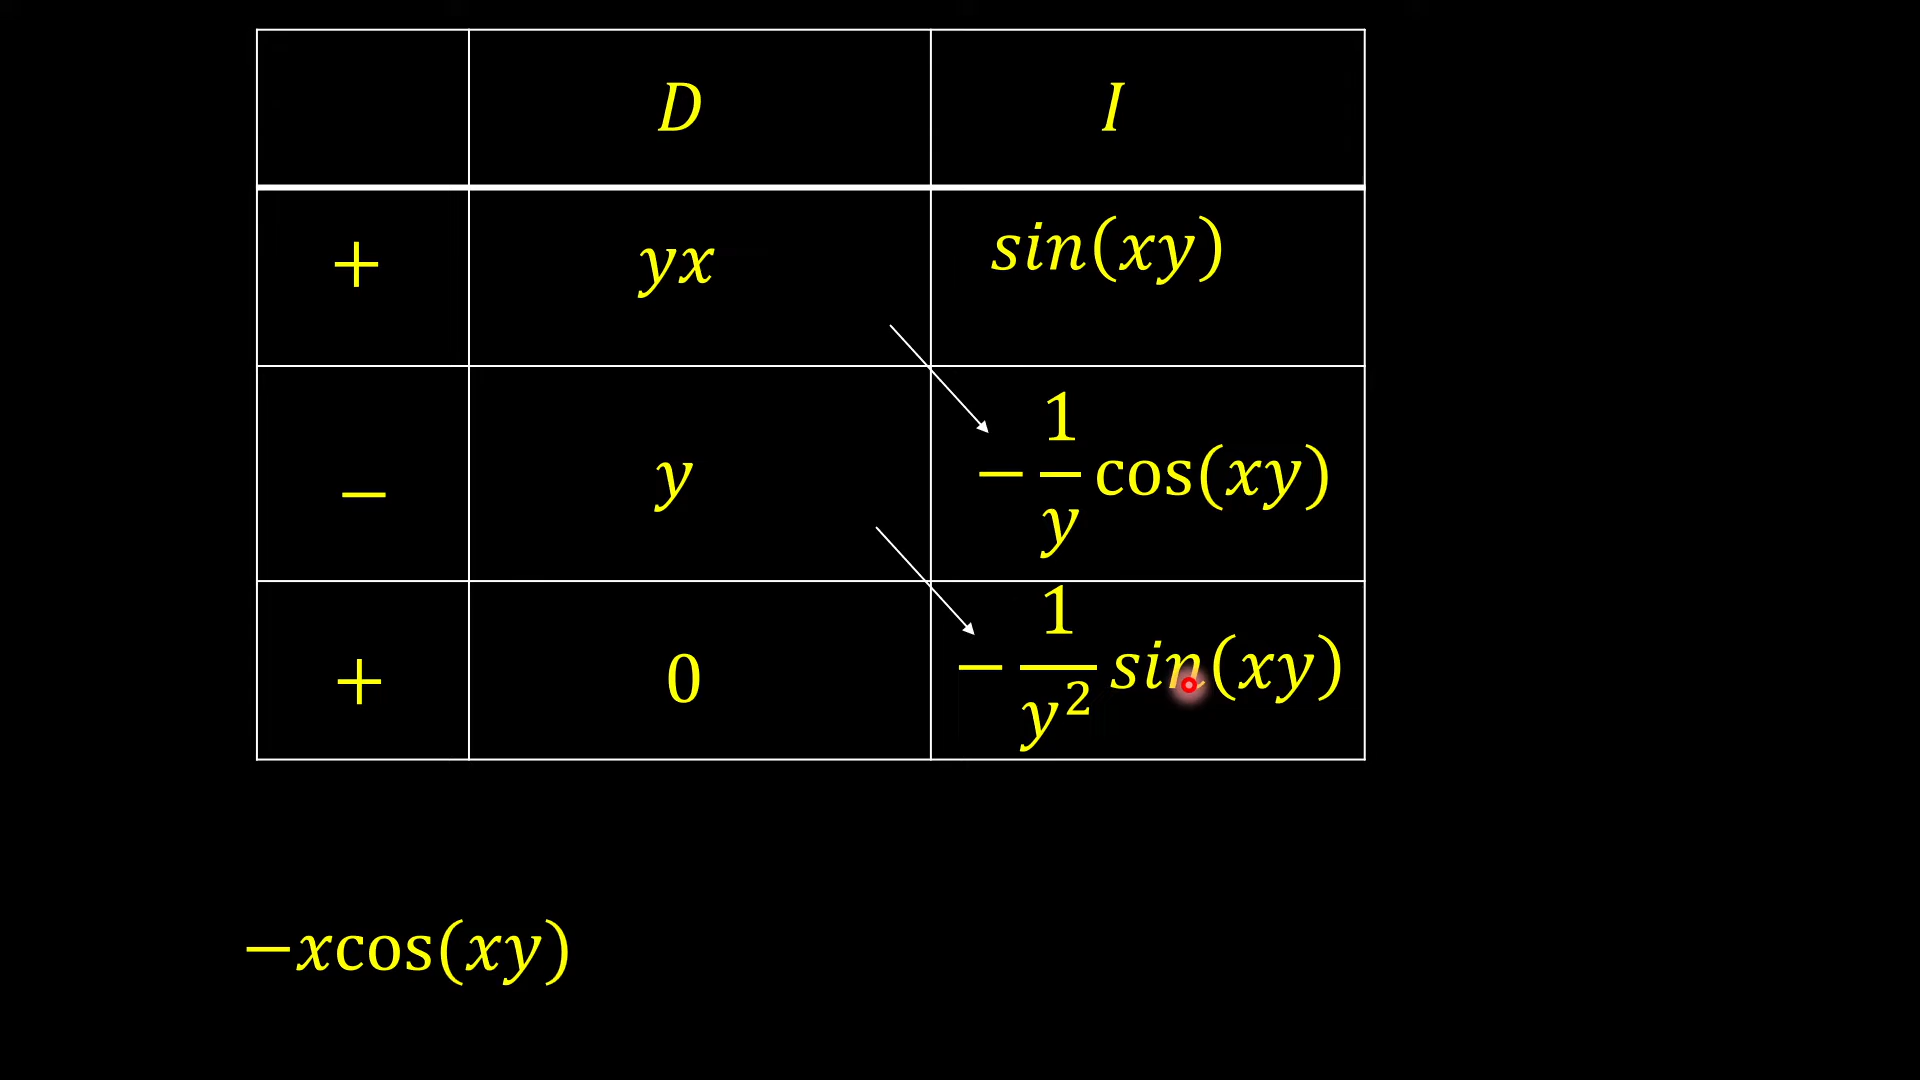 D I
+ yx sin(xy)
− y −1/y cos(xy)
+ 0 −1/y² sin(xy)
−xcos(xy)